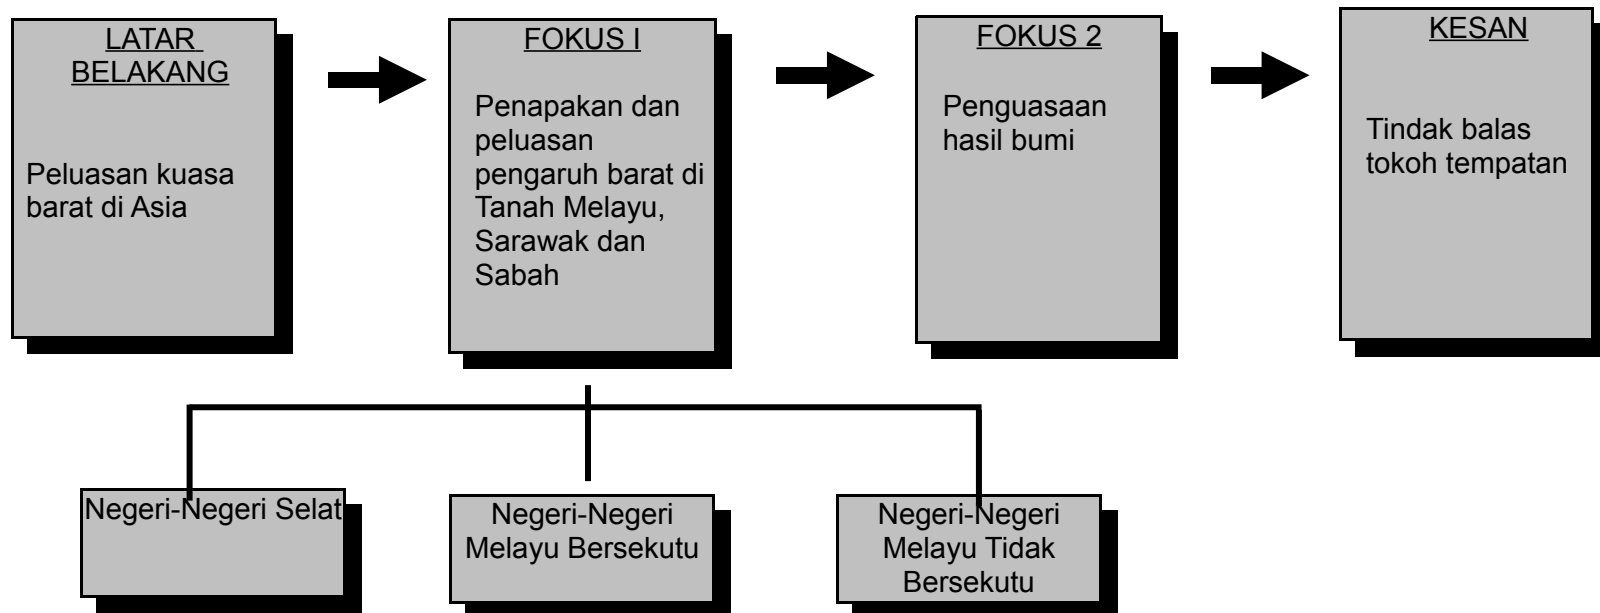 LATAR
BELAKANG
Peluasan kuasa
barat di Asia
FOKUS I
Penapakan dan
peluasan
pengaruh barat di
Tanah Melayu,
Sarawak dan
Sabah
FOKUS 2
Penguasaan
hasil bumi
KESAN
Tindak balas
tokoh tempatan
Negeri-Negeri Selat
Negeri-Negeri
Melayu Bersekutu
Negeri-Negeri
Melayu Tidak
Bersekutu